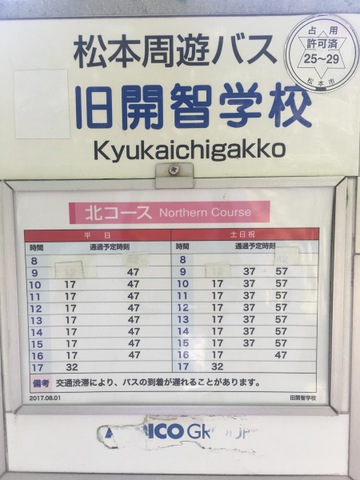 松本周遊バス
占用
許可済
25～29
松本市
旧開智学校
Kyukaichigakko
北コース Northern Course
平日 土日祝
時間 通過予定時刻 時間 通過予定時刻
8 8
9 47 9 37 57
10 17 47 10 17 37 57
11 17 47 11 17 37 57
12 17 47 12 17 37 57
13 17 47 13 17 37 57
14 17 47 14 17 37 57
15 17 47 15 17 37 57
16 17 47 16 17 47
17 32 17 32
備考 交通渋滞により、バスの到着が遅れることがあります。
2017.08.01 旧開智学校